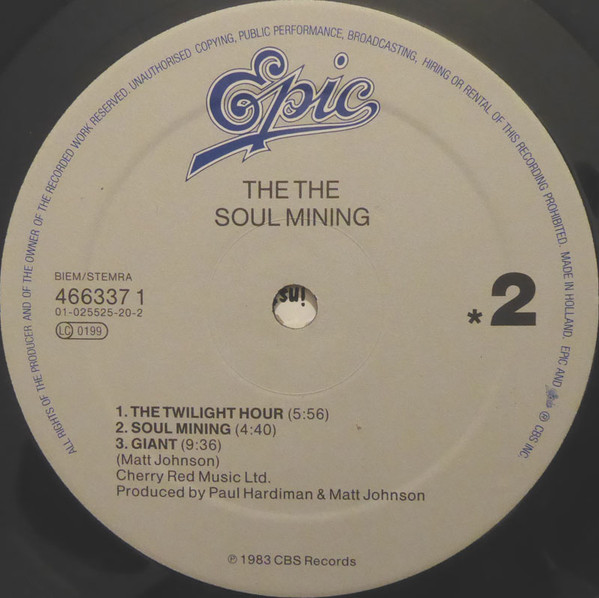 ALL RIGHTS OF THE PRODUCER AND OF THE OWNER OF THE RECORDED WORK RESERVED. UNAUTHORISED COPYING, PUBLIC PERFORMANCE, BROADCASTING, HIRING OR RENTAL OF THIS RECORDING PROHIBITED. MADE IN HOLLAND. EPIC AND ℗ CBS INC.
Epic
THE THE
SOUL MINING
BIEM/STEMRA
466337 1
01-025525-20-2
LC 0199
*2
su!
1. THE TWILIGHT HOUR (5:56)
2. SOUL MINING (4:40)
3. GIANT (9:36)
(Matt Johnson)
Cherry Red Music Ltd.
Produced by Paul Hardiman & Matt Johnson
℗ 1983 CBS Records